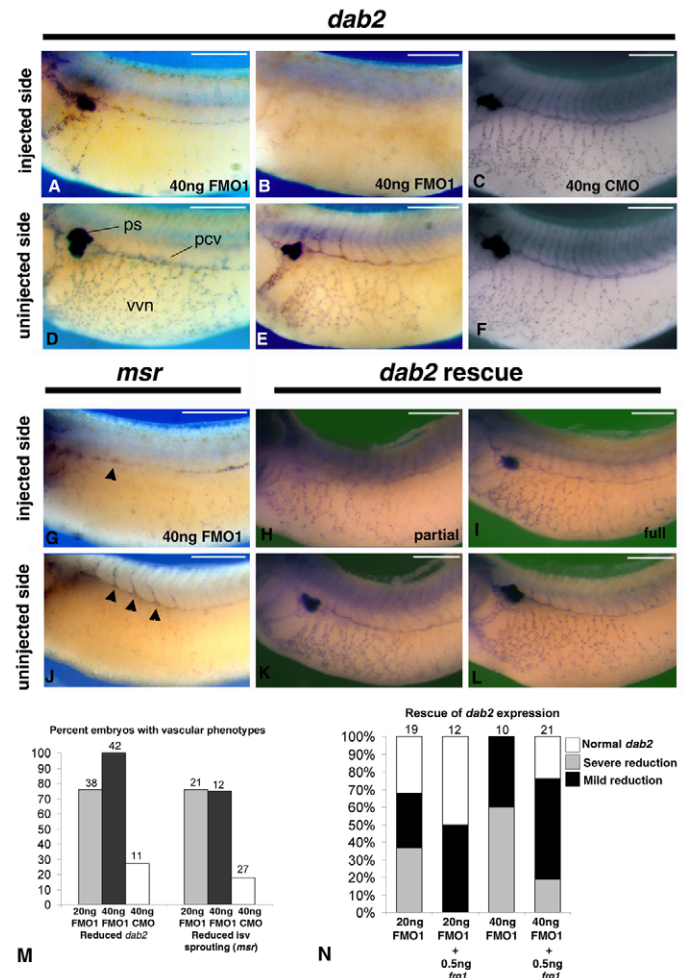 dab2
injected side
A
40ng FMO1
B
40ng FMO1
C
40ng CMO
uninjected side
ps
pcv
vvn
D
E
F
msr
dab2 rescue
injected side
G
40ng FMO1
H
partial
I
full
uninjected side
J
K
L
Percent embryos with vascular phenotypes
100
90
80
70
60
50
40
30
20
10
0
38
42
11
21
12
27
20ng 40ng 40ng
FMO1 FMO1 CMO
Reduced dab2
20ng 40ng 40ng
FMO1 FMO1 CMO
Reduced isv
sprouting (msr)
M
Rescue of dab2 expression
100%
90%
80%
70%
60%
50%
40%
30%
20%
10%
0%
19
12
10
21
Normal dab2
Severe reduction
Mild reduction
20ng
FMO1
20ng
FMO1
+
0.5ng
frg1
40ng
FMO1
40ng
FMO1
+
0.5ng
frg1
N